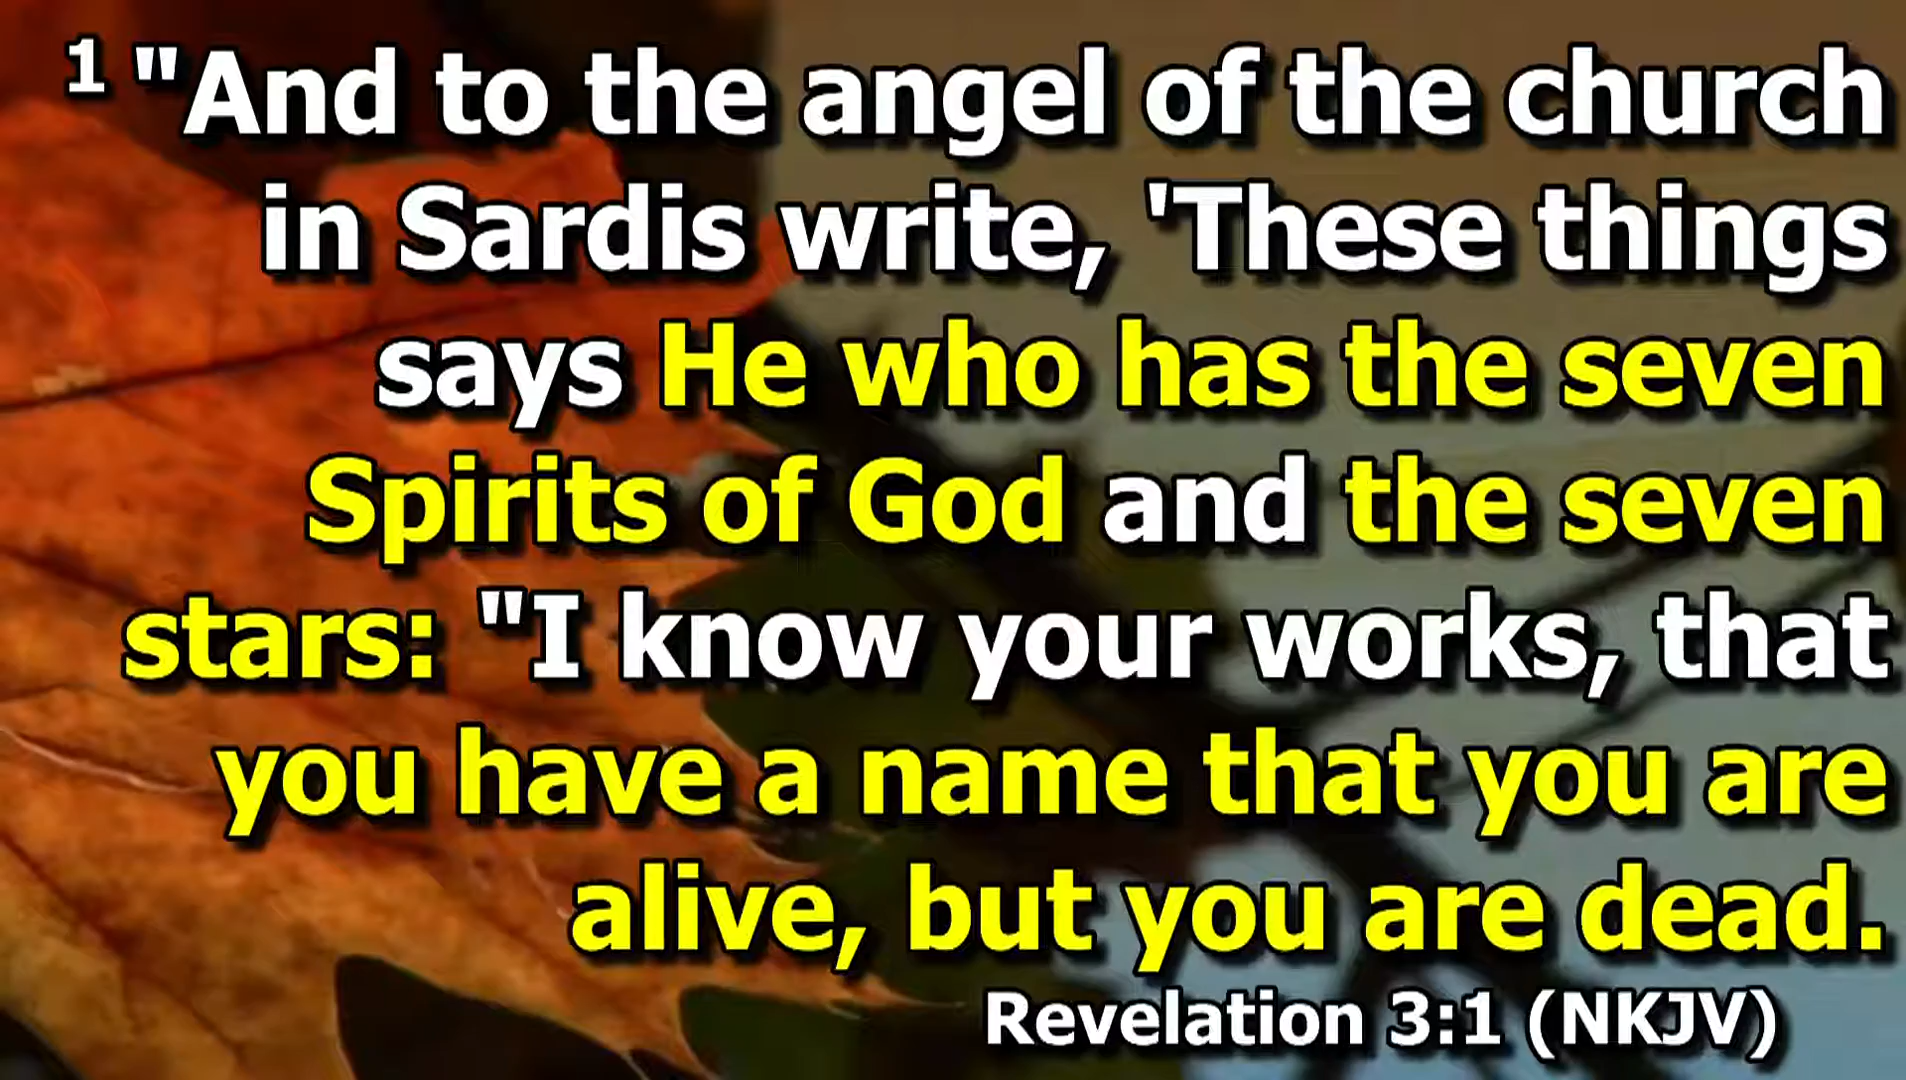 1 "And to the angel of the church
in Sardis write, 'These things
says He who has the seven
Spirits of God and the seven
stars: "I know your works, that
you have a name that you are
alive, but you are dead.
Revelation 3:1 (NKJV)